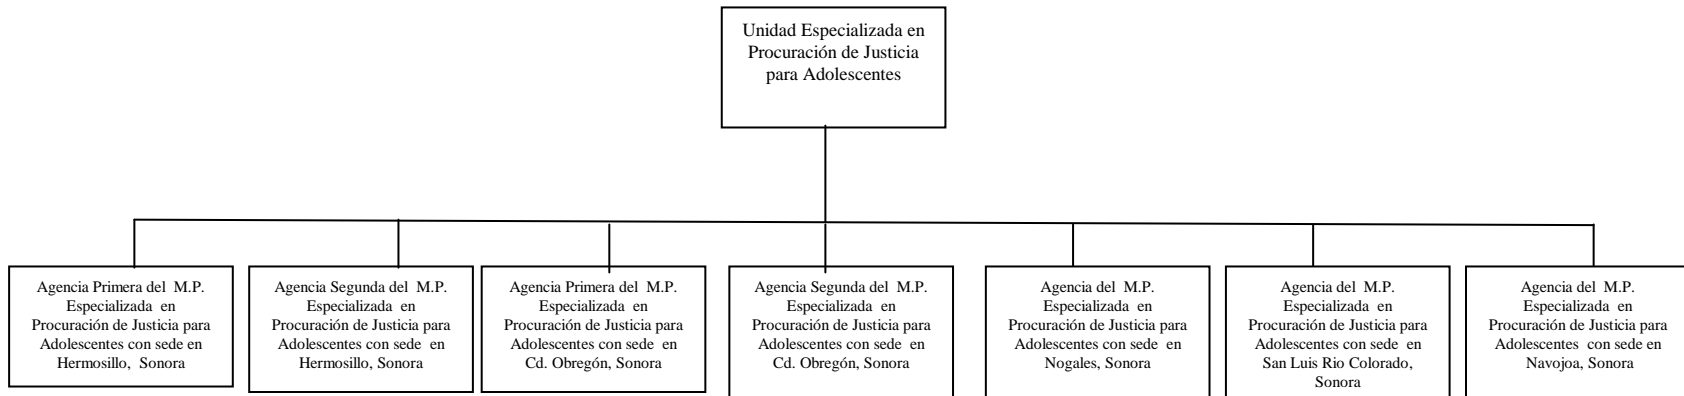 Unidad Especializada en
Procuración de Justicia
para Adolescentes
Agencia Primera del M.P.
Especializada en
Procuración de Justicia para
Adolescentes con sede en
Hermosillo, Sonora
Agencia Segunda del M.P.
Especializada en
Procuración de Justicia para
Adolescentes con sede en
Hermosillo, Sonora
Agencia Primera del M.P.
Especializada en
Procuración de Justicia para
Adolescentes con sede en
Cd. Obregón, Sonora
Agencia Segunda del M.P.
Especializada en
Procuración de Justicia para
Adolescentes con sede en
Cd. Obregón, Sonora
Agencia del M.P.
Especializada en
Procuración de Justicia para
Adolescentes con sede en
Nogales, Sonora
Agencia del M.P.
Especializada en
Procuración de Justicia para
Adolescentes con sede en
San Luis Rio Colorado,
Sonora
Agencia del M.P.
Especializada en
Procuración de Justicia para
Adolescentes con sede en
Navojoa, Sonora